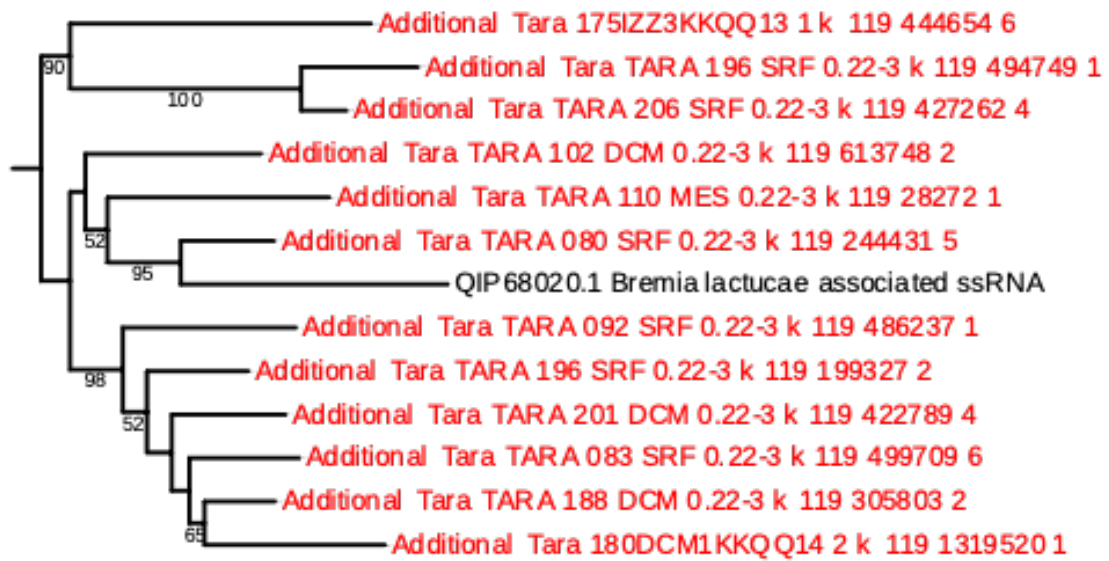 Additional Tara 175IZZ3KKQQ13 1 k 119 444654 6
90
Additional Tara TARA 196 SRF 0.22-3 k 119 494749 1
100
Additional Tara TARA 206 SRF 0.22-3 k 119 427262 4
Additional Tara TARA 102 DCM 0.22-3 k 119 613748 2
Additional Tara TARA 110 MES 0.22-3 k 119 28272 1
52
Additional Tara TARA 080 SRF 0.22-3 k 119 244431 5
95
QIP68020.1 Bremia lactucae associated ssRNA
Additional Tara TARA 092 SRF 0.22-3 k 119 486237 1
Additional Tara TARA 196 SRF 0.22-3 k 119 199327 2
98
Additional Tara TARA 201 DCM 0.22-3 k 119 422789 4
52
Additional Tara TARA 083 SRF 0.22-3 k 119 499709 6
Additional Tara TARA 188 DCM 0.22-3 k 119 305803 2
65
Additional Tara 180DCM1KKQQ14 2 k 119 1319520 1